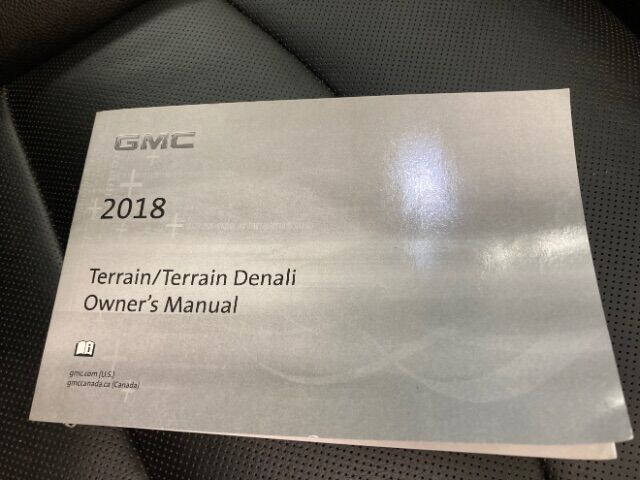 GMC
2018
Terrain/Terrain Denali
Owner's Manual
gmc.com (U.S.)
gmccanada.ca (Canada)